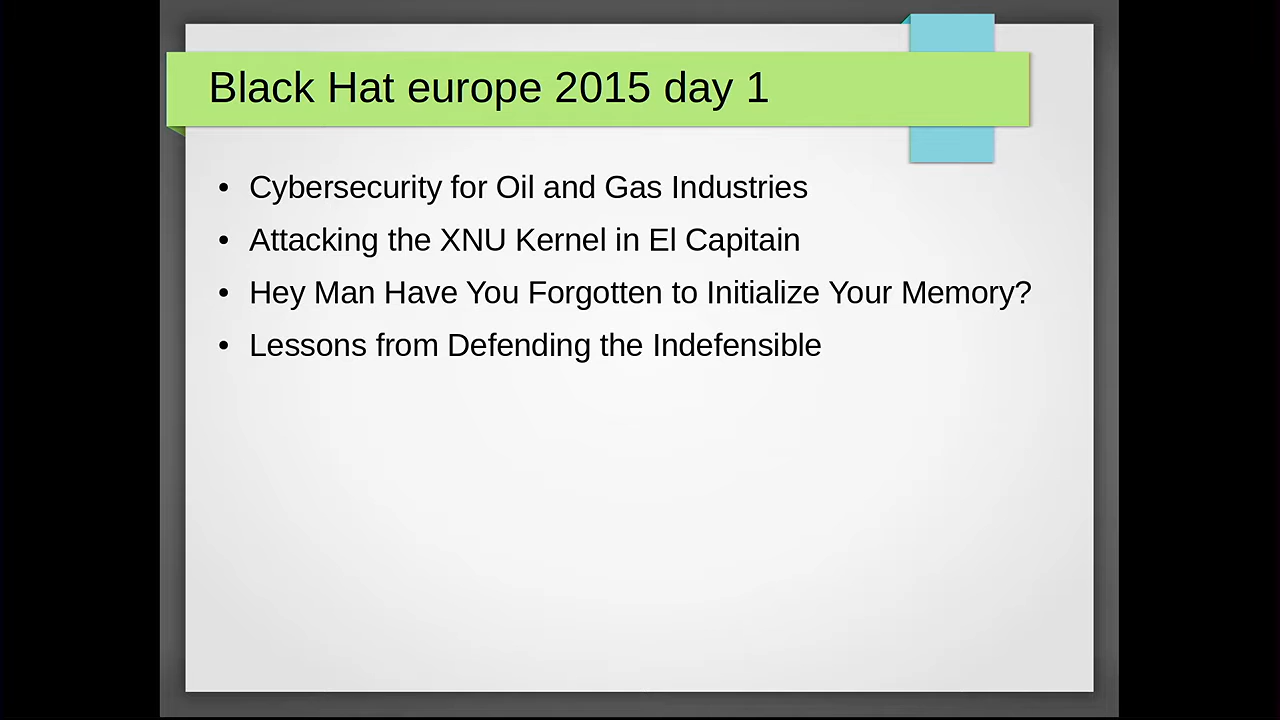 Black Hat europe 2015 day 1
• Cybersecurity for Oil and Gas Industries
• Attacking the XNU Kernel in El Capitain
• Hey Man Have You Forgotten to Initialize Your Memory?
• Lessons from Defending the Indefensible